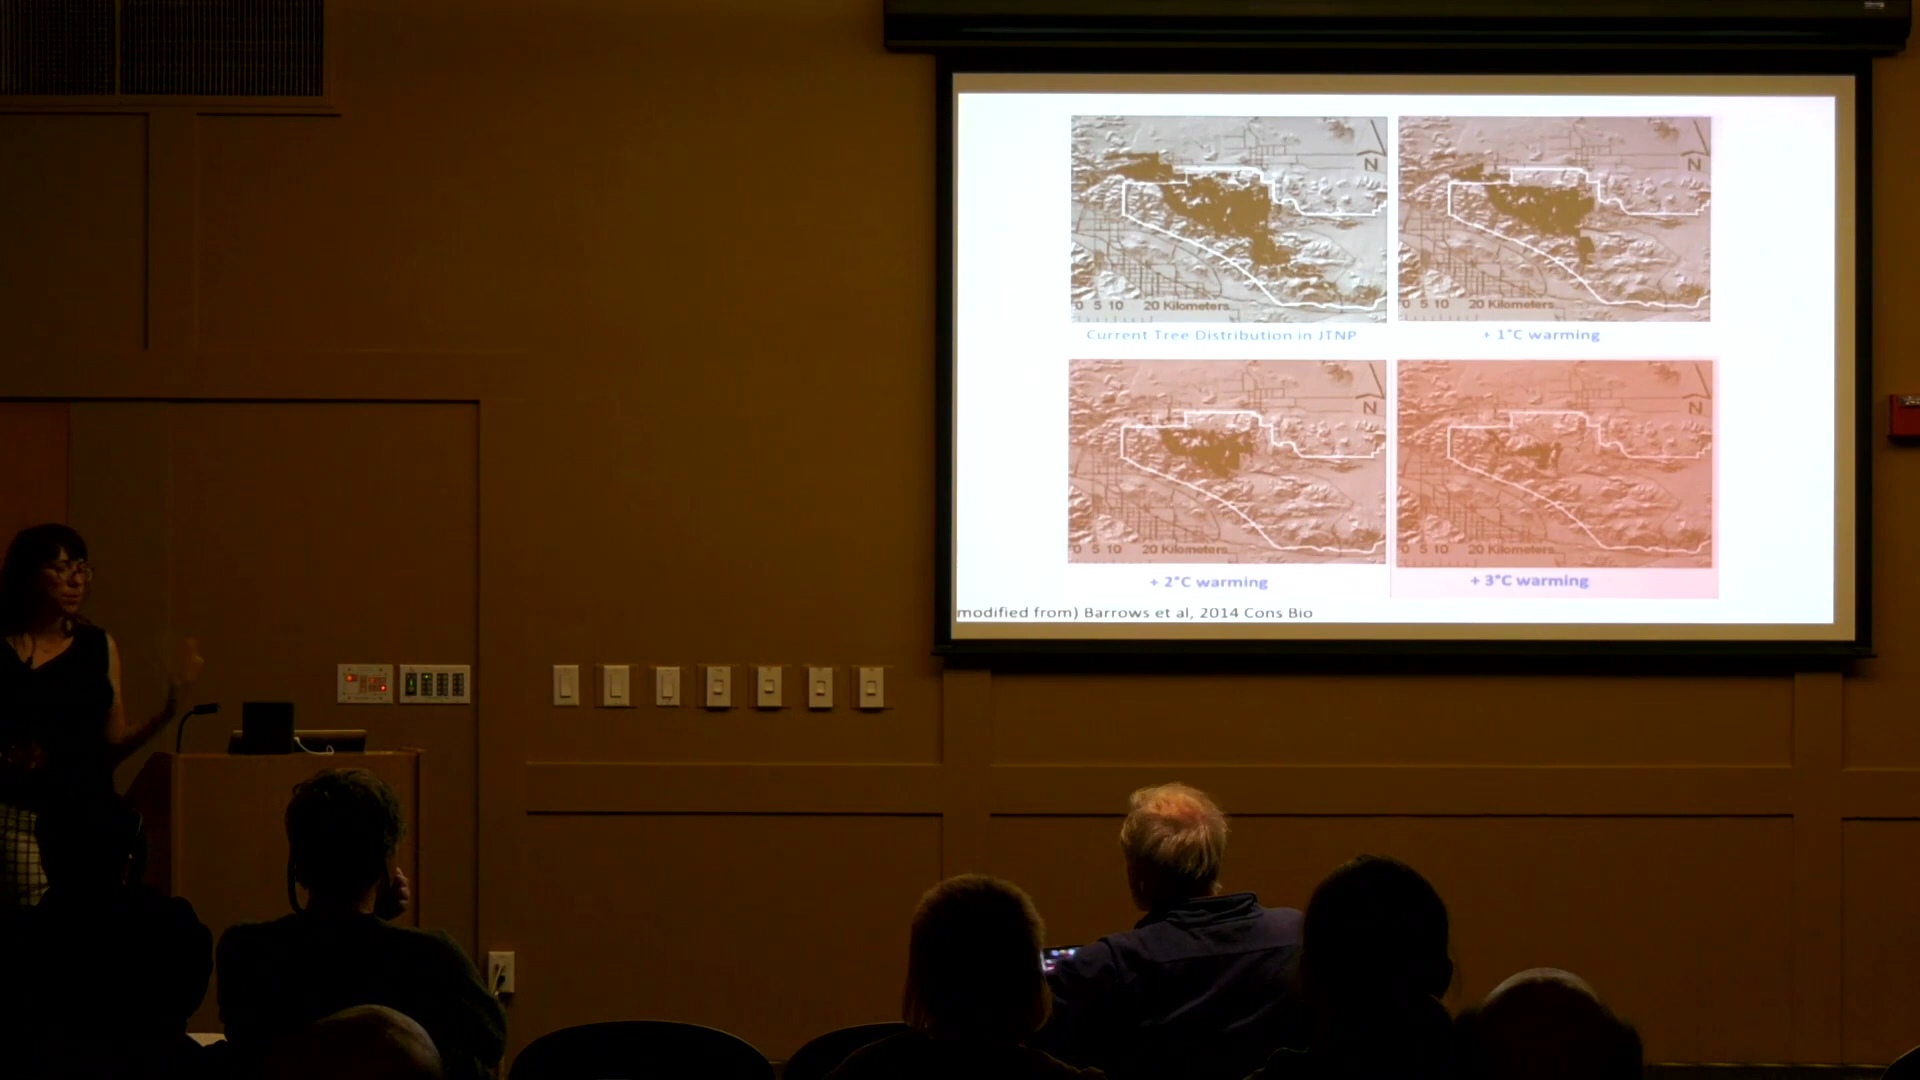 N
0 5 10 20 Kilometers
Current Tree Distribution in JTNP
N
0 5 10 20 Kilometers
+ 1°C warming
N
0 5 10 20 Kilometers
+ 2°C warming
N
0 5 10 20 Kilometers
+ 3°C warming
modified from) Barrows et al, 2014 Cons Bio